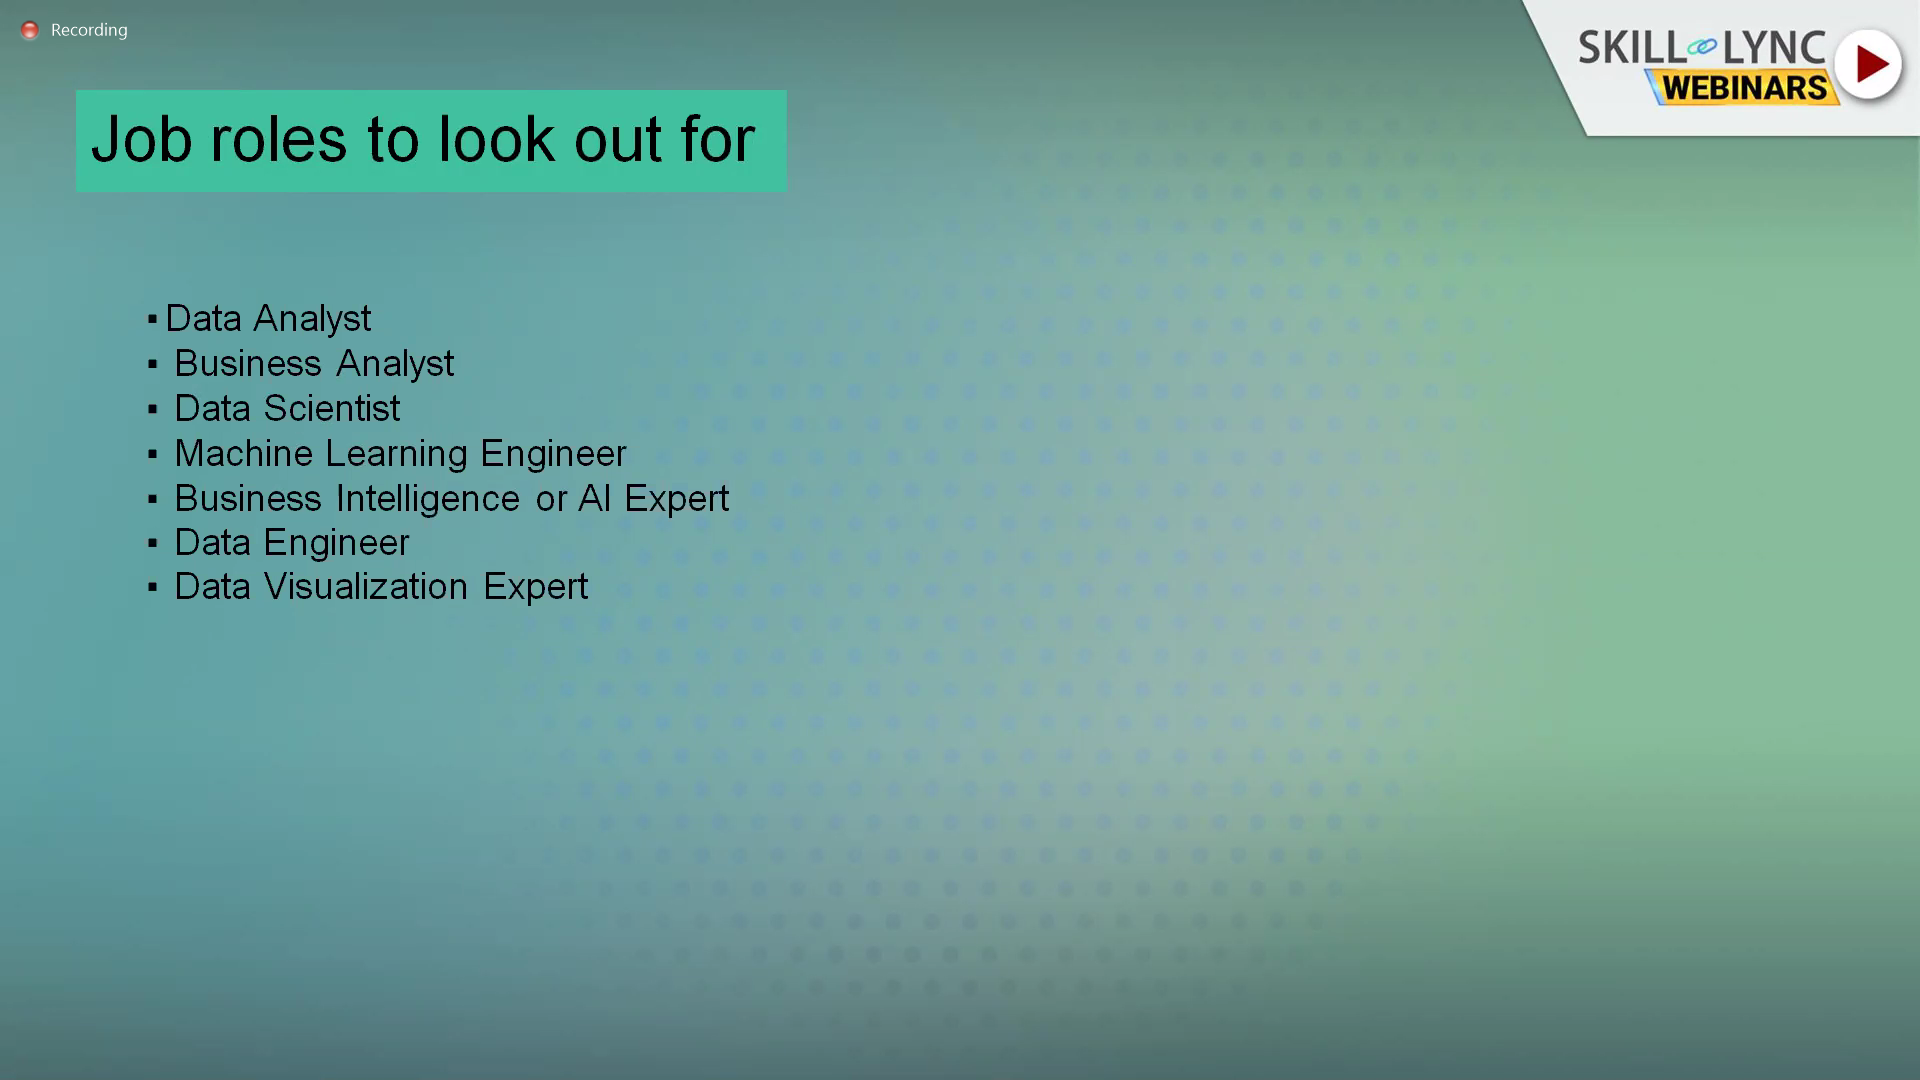 Recording
SKILL LYNC
WEBINARS
Job roles to look out for
▪ Data Analyst
▪ Business Analyst
▪ Data Scientist
▪ Machine Learning Engineer
▪ Business Intelligence or AI Expert
▪ Data Engineer
▪ Data Visualization Expert